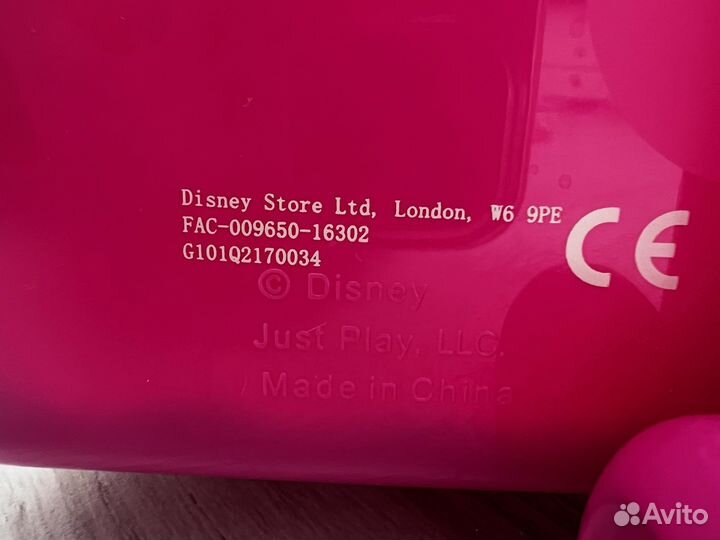 Disney Store Ltd, London, W6 9PE
FAC-009650-16302
G101Q2170034
CE
© Disney
Just Play, LLC.
Made in China
Avito